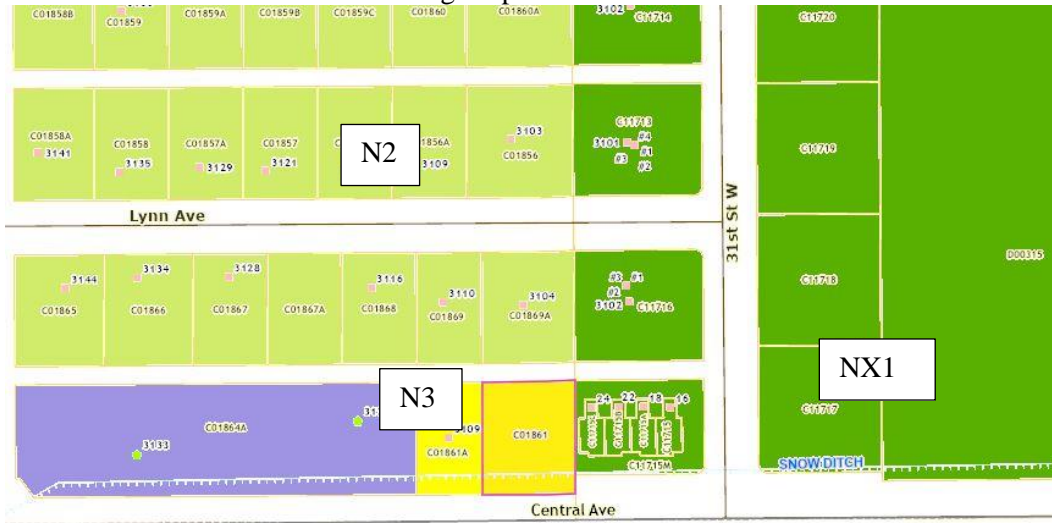 C01858B
C01859
C01859A
C01859B
C01859C
C01860
C01860A
3102
C11714
C11720
C01858A
3141
C01858
3135
C01857A
3129
C01857
3121
N2
C01856A
3109
3103
C01856
C11713
3101
#4
#1
#3
#2
C11719
Lynn Ave
31st St W
D00315
3144
C01865
3134
C01866
3128
C01867
C01867A
3116
C01868
3110
C01869
3104
C01869A
#3
#1
#2
3102
C11716
C11718
NX1
C11717
N3
C01864A
3133
C01861A
C01861
24
22
18
16
C11715
C11715M
SNOW DITCH
Central Ave